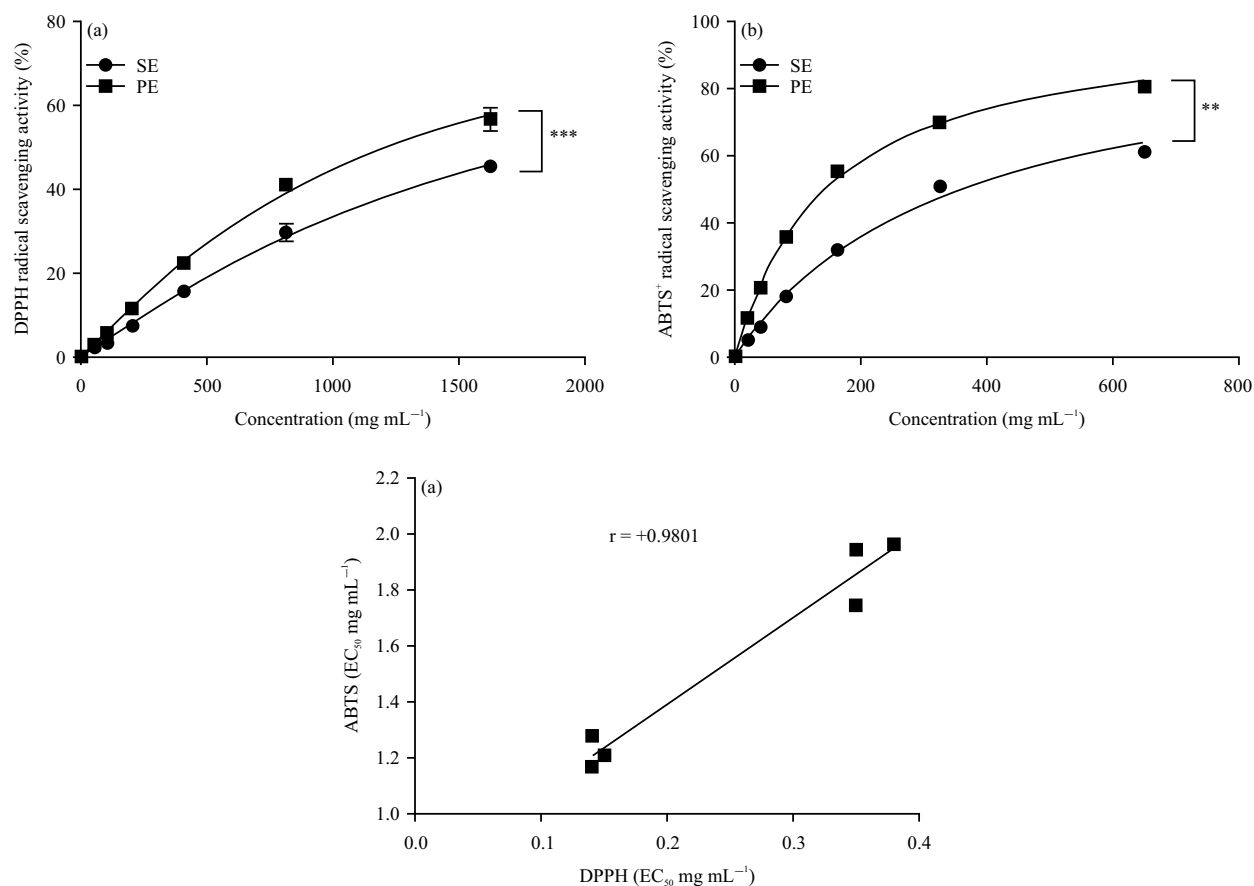 (a)
SE
PE
DPPH radical scavenging activity (%)
80
60
40
20
0
***
0 500 1000 1500 2000
Concentration (mg mL⁻¹)
(b)
SE
PE
ABTS⁺ radical scavenging activity (%)
100
80
60
40
20
0
**
0 200 400 600 800
Concentration (mg mL⁻¹)
(a)
r = +0.9801
ABTS (EC₅₀ mg mL⁻¹)
2.2
2.0
1.8
1.6
1.4
1.2
1.0
0.0 0.1 0.2 0.3 0.4
DPPH (EC₅₀ mg mL⁻¹)